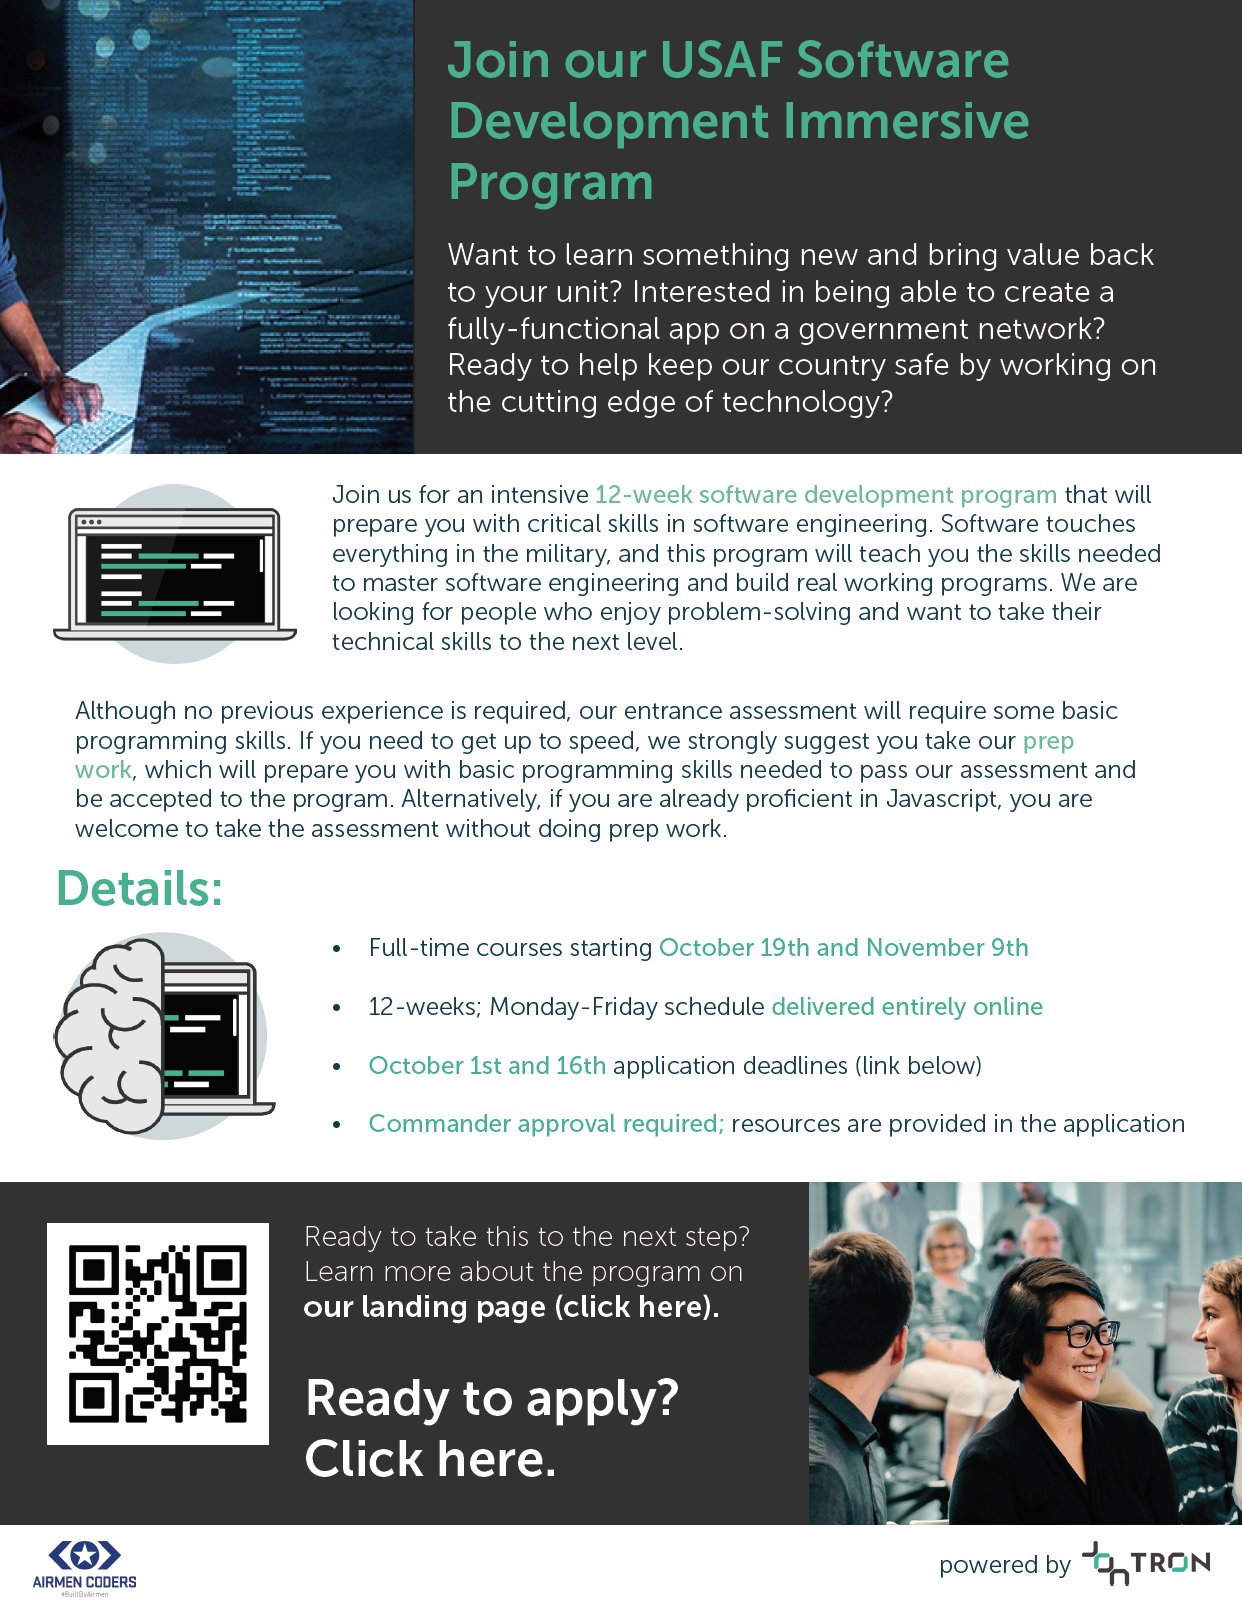 Join our USAF Software
Development Immersive
Program
Want to learn something new and bring value back
to your unit? Interested in being able to create a
fully-functional app on a government network?
Ready to help keep our country safe by working on
the cutting edge of technology?
Join us for an intensive 12-week software development program that will
prepare you with critical skills in software engineering. Software touches
everything in the military, and this program will teach you the skills needed
to master software engineering and build real working programs. We are
looking for people who enjoy problem-solving and want to take their
technical skills to the next level.
Although no previous experience is required, our entrance assessment will require some basic
programming skills. If you need to get up to speed, we strongly suggest you take our prep
work, which will prepare you with basic programming skills needed to pass our assessment and
be accepted to the program. Alternatively, if you are already proficient in Javascript, you are
welcome to take the assessment without doing prep work.
Details:
• Full-time courses starting October 19th and November 9th
• 12-weeks; Monday-Friday schedule delivered entirely online
• October 1st and 16th application deadlines (link below)
• Commander approval required; resources are provided in the application
Ready to take this to the next step?
Learn more about the program on
our landing page (click here).
Ready to apply?
Click here.
AIRMEN CODERS
#BuiltByAirmen
powered by TRON